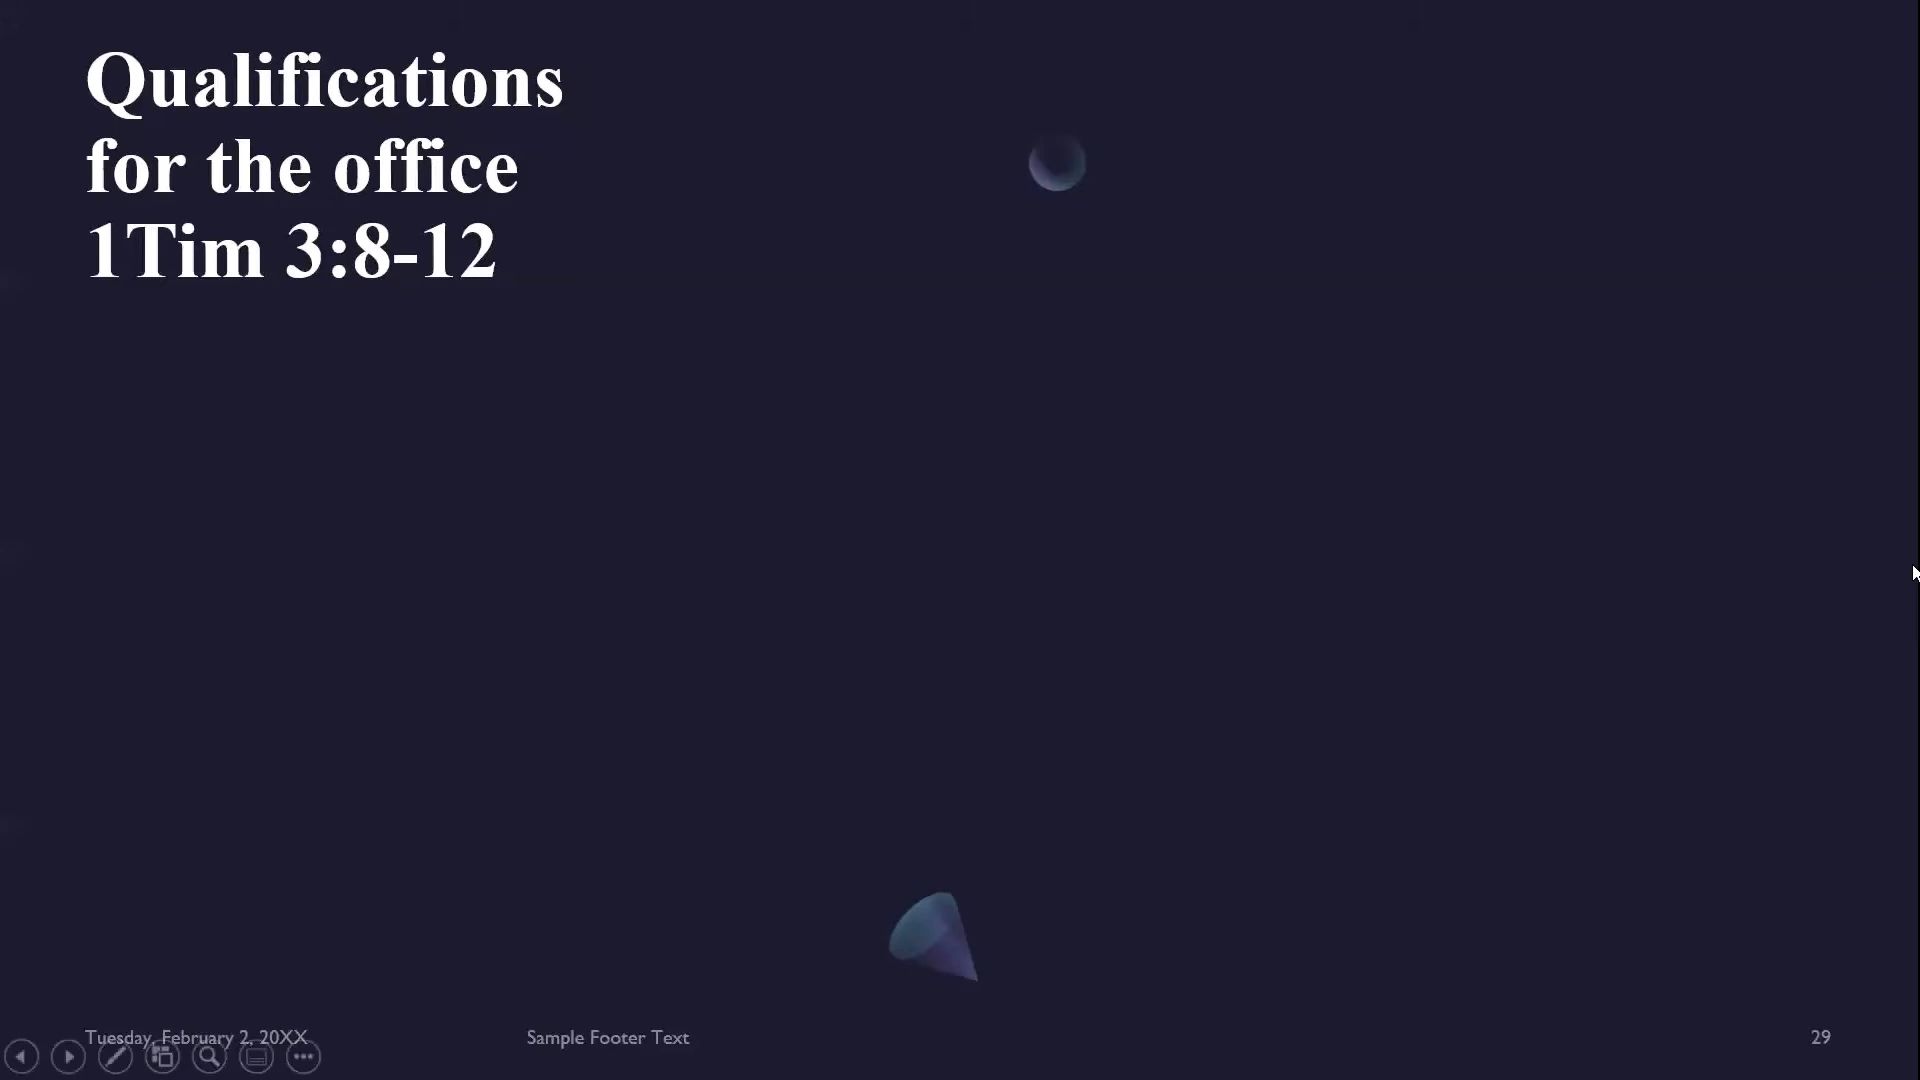 Qualifications
for the office
1Tim 3:8-12
Tuesday, February 2, 20XX
Sample Footer Text
29